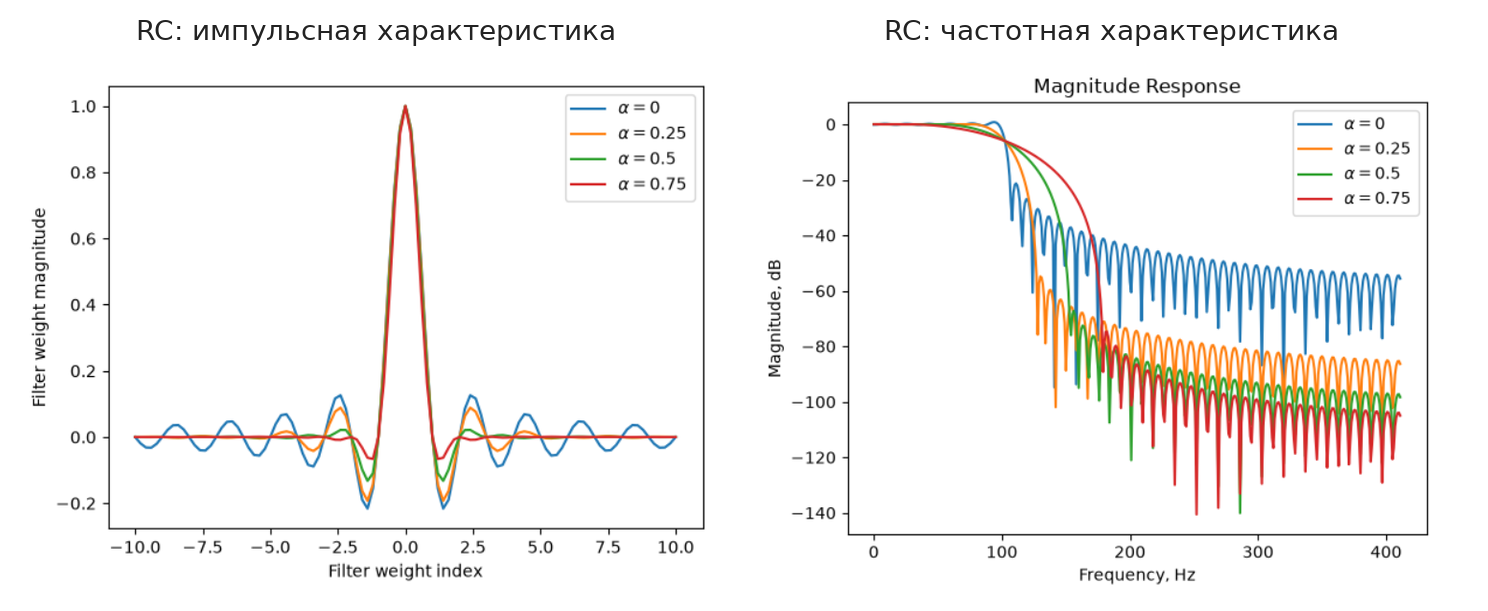 RC: импульсная характеристика
1.0
0.8
0.6
0.4
0.2
0.0
−0.2
Filter weight magnitude
α = 0
α = 0.25
α = 0.5
α = 0.75
−10.0 −7.5 −5.0 −2.5 0.0 2.5 5.0 7.5 10.0
Filter weight index
RC: частотная характеристика
Magnitude Response
0
−20
−40
−60
−80
−100
−120
−140
Magnitude, dB
α = 0
α = 0.25
α = 0.5
α = 0.75
0 100 200 300 400
Frequency, Hz